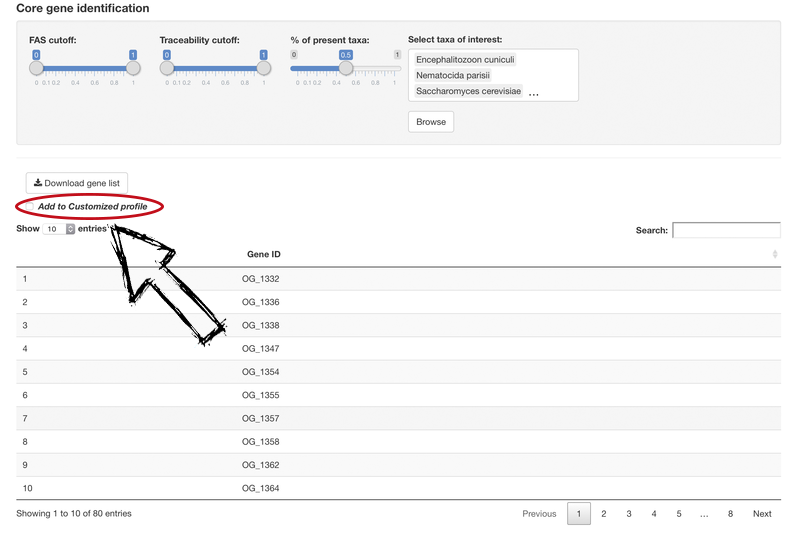 Core gene identification
FAS cutoff: Traceability cutoff: % of present taxa: Select taxa of interest:
0 1 0 1 0 0.5 1
Encephalitozoon cuniculi
Nematocida parisii
Saccharomyces cerevisiae ...
0 0.1 0.2 0.4 0.6 0.8 1 0 0.1 0.2 0.4 0.6 0.8 1 0 0.1 0.2 0.4 0.6 0.8 1
Browse
Download gene list
Add to Customized profile
Show 10 entries Search:
Gene ID
1 OG_1332
2 OG_1336
3 OG_1338
4 OG_1347
5 OG_1354
6 OG_1355
7 OG_1357
8 OG_1358
9 OG_1362
10 OG_1364
Showing 1 to 10 of 80 entries Previous 1 2 3 4 5 ... 8 Next